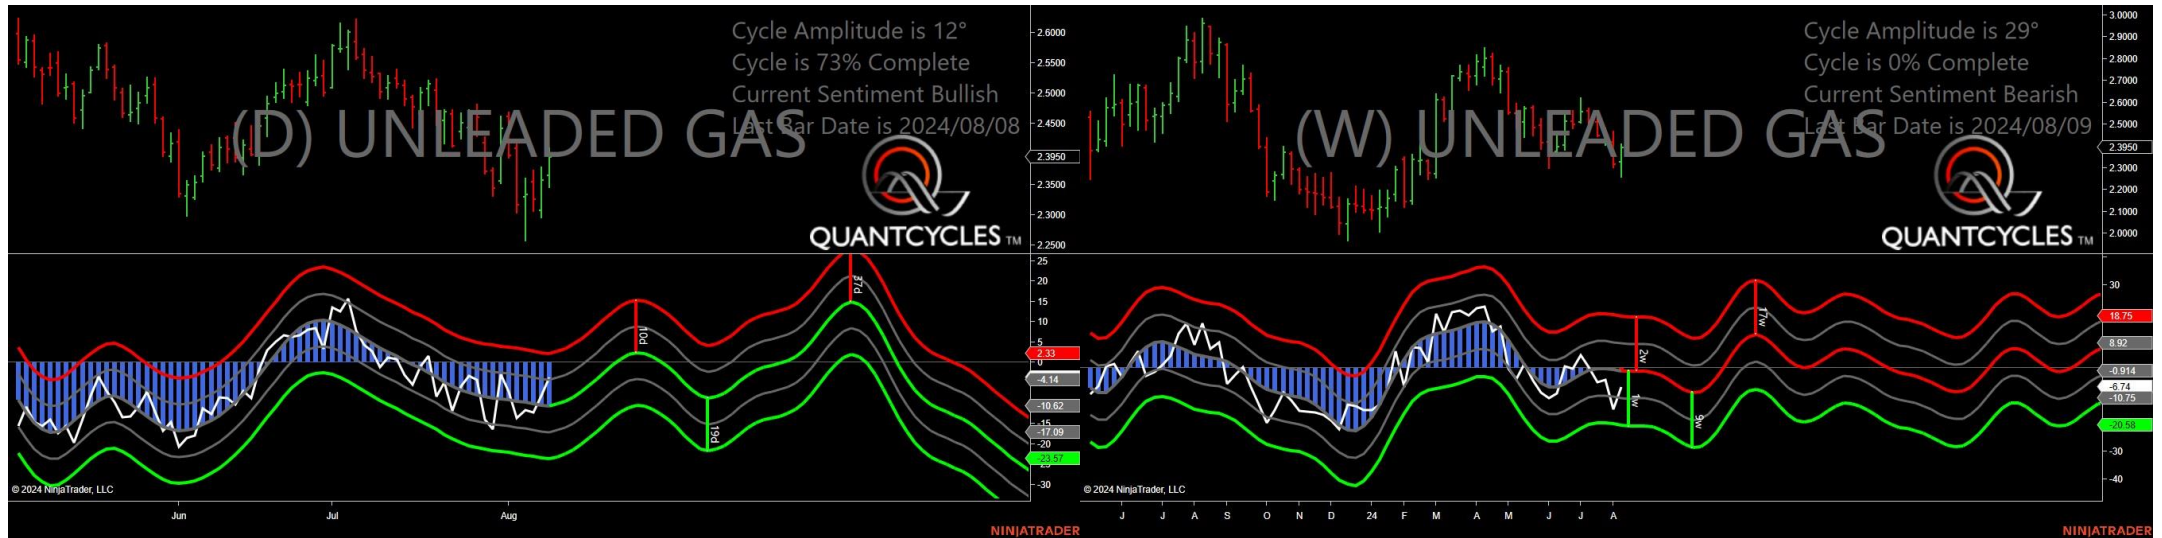 Cycle Amplitude is 12°
Cycle is 73% Complete
Current Sentiment Bullish
Last Bar Date is 2024/08/08
(D) UNLEADED GAS
QUANTCYCLES TM
2.6000
2.5500
2.5000
2.4500
2.3950
2.3500
2.3000
2.2500
25
20
15
10
5
0
2.33
-4.14
-10.62
-15
-17.09
-20
-23.57
-30
10d
19d
37d
© 2024 NinjaTrader, LLC
Jun Jul Aug
NINJATRADER
Cycle Amplitude is 29°
Cycle is 0% Complete
Current Sentiment Bearish
Last Bar Date is 2024/08/09
(W) UNLEADED GAS
QUANTCYCLES TM
3.0000
2.9000
2.8000
2.7000
2.6000
2.5000
2.3950
2.3000
2.2000
2.1000
2.0000
30
18.75
8.92
-0.914
-6.74
-10.75
-20.58
-30
-40
2w
1w
9w
17w
© 2024 NinjaTrader, LLC
J J A S O N D 24 F M A M J J A
NINJATRADER